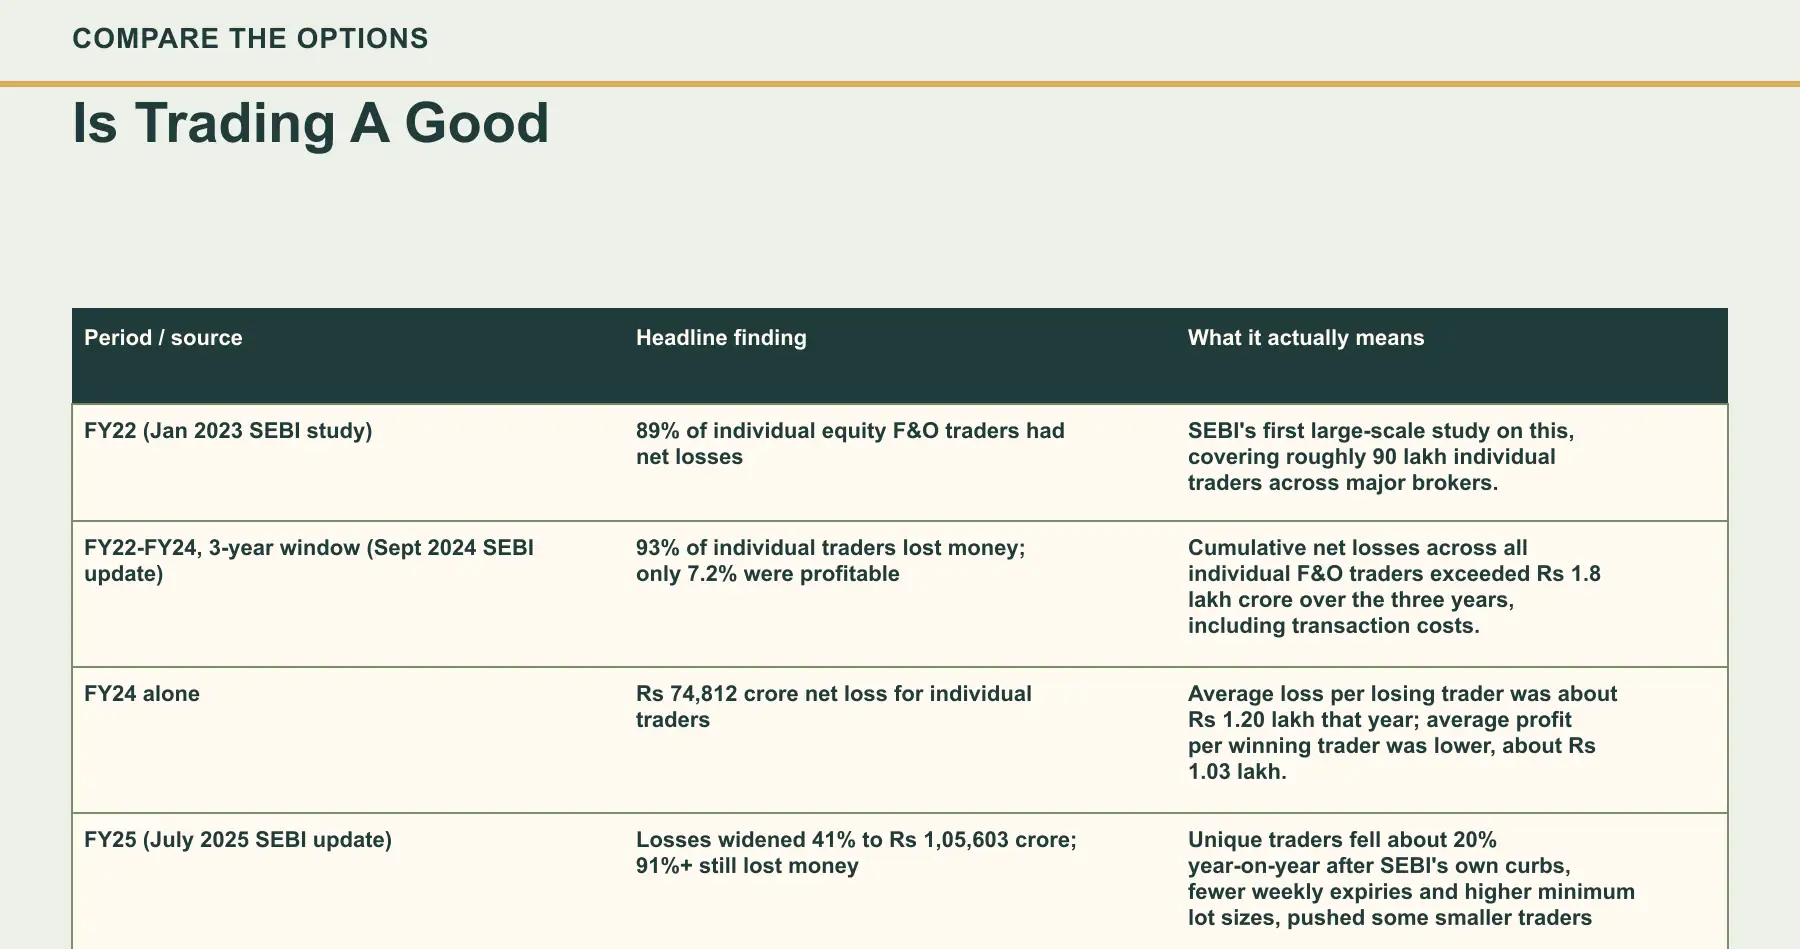 COMPARE THE OPTIONS
Is Trading A Good
Period / source
Headline finding
What it actually means
FY22 (Jan 2023 SEBI study)
89% of individual equity F&O traders had
net losses
SEBI's first large-scale study on this,
covering roughly 90 lakh individual
traders across major brokers.
FY22-FY24, 3-year window (Sept 2024 SEBI
update)
93% of individual traders lost money;
only 7.2% were profitable
Cumulative net losses across all
individual F&O traders exceeded Rs 1.8
lakh crore over the three years,
including transaction costs.
FY24 alone
Rs 74,812 crore net loss for individual
traders
Average loss per losing trader was about
Rs 1.20 lakh that year; average profit
per winning trader was lower, about Rs
1.03 lakh.
FY25 (July 2025 SEBI update)
Losses widened 41% to Rs 1,05,603 crore;
91%+ still lost money
Unique traders fell about 20%
year-on-year after SEBI's own curbs,
fewer weekly expiries and higher minimum
lot sizes, pushed some smaller traders